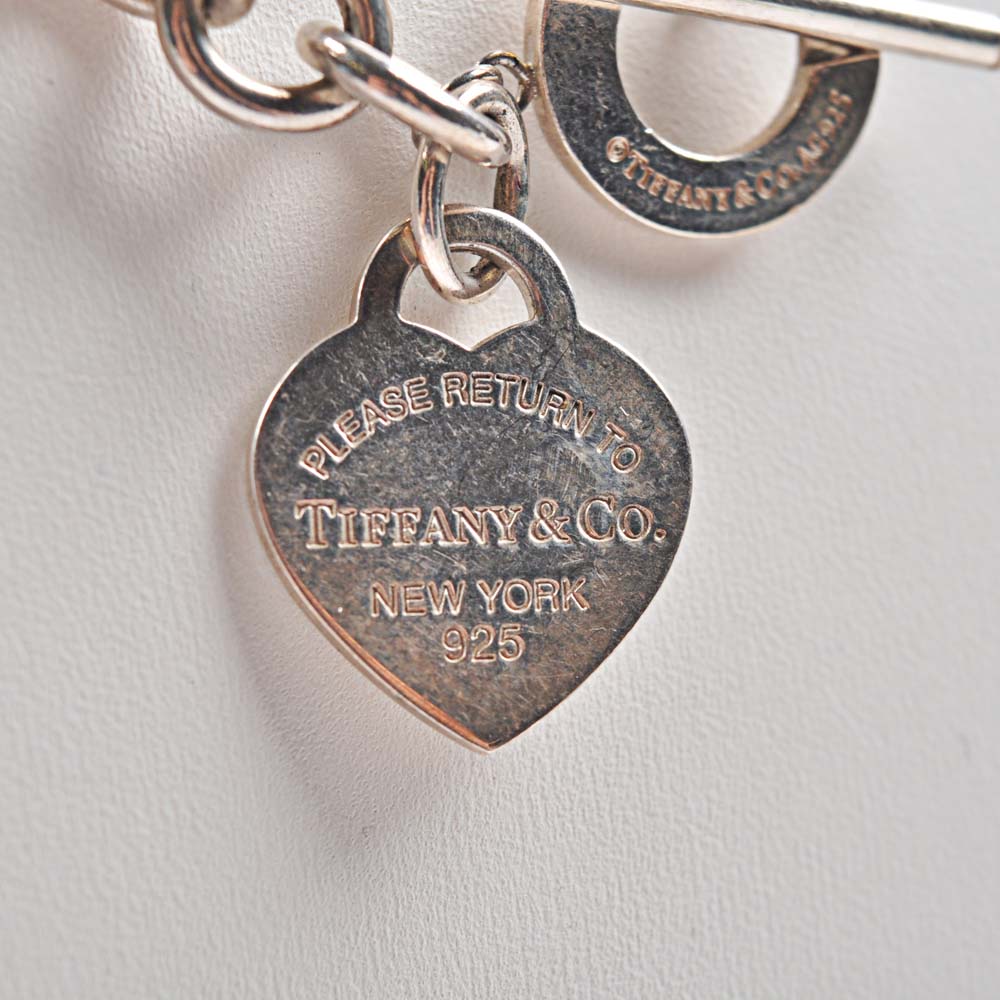 ©TIFFANY & CO. AG925
PLEASE RETURN TO
TIFFANY & CO.
NEW YORK
925